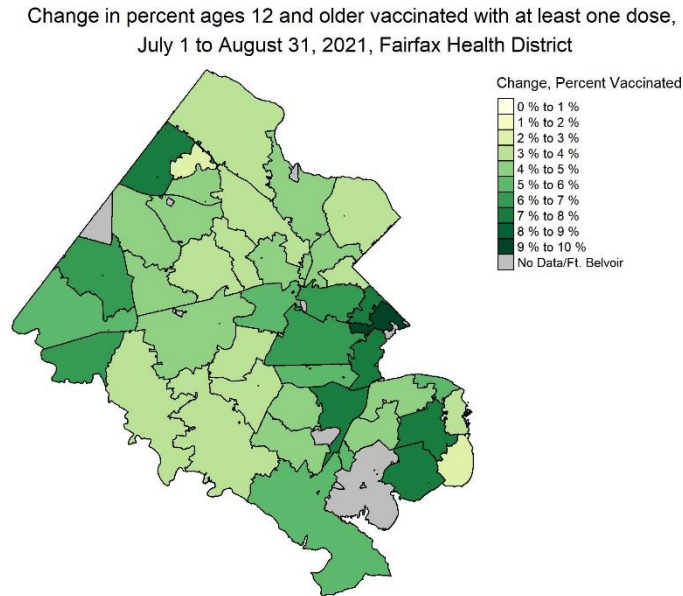 Change in percent ages 12 and older vaccinated with at least one dose,
July 1 to August 31, 2021, Fairfax Health District
Change, Percent Vaccinated
0 % to 1 %
1 % to 2 %
2 % to 3 %
3 % to 4 %
4 % to 5 %
5 % to 6 %
6 % to 7 %
7 % to 8 %
8 % to 9 %
9 % to 10 %
No Data/Ft. Belvoir